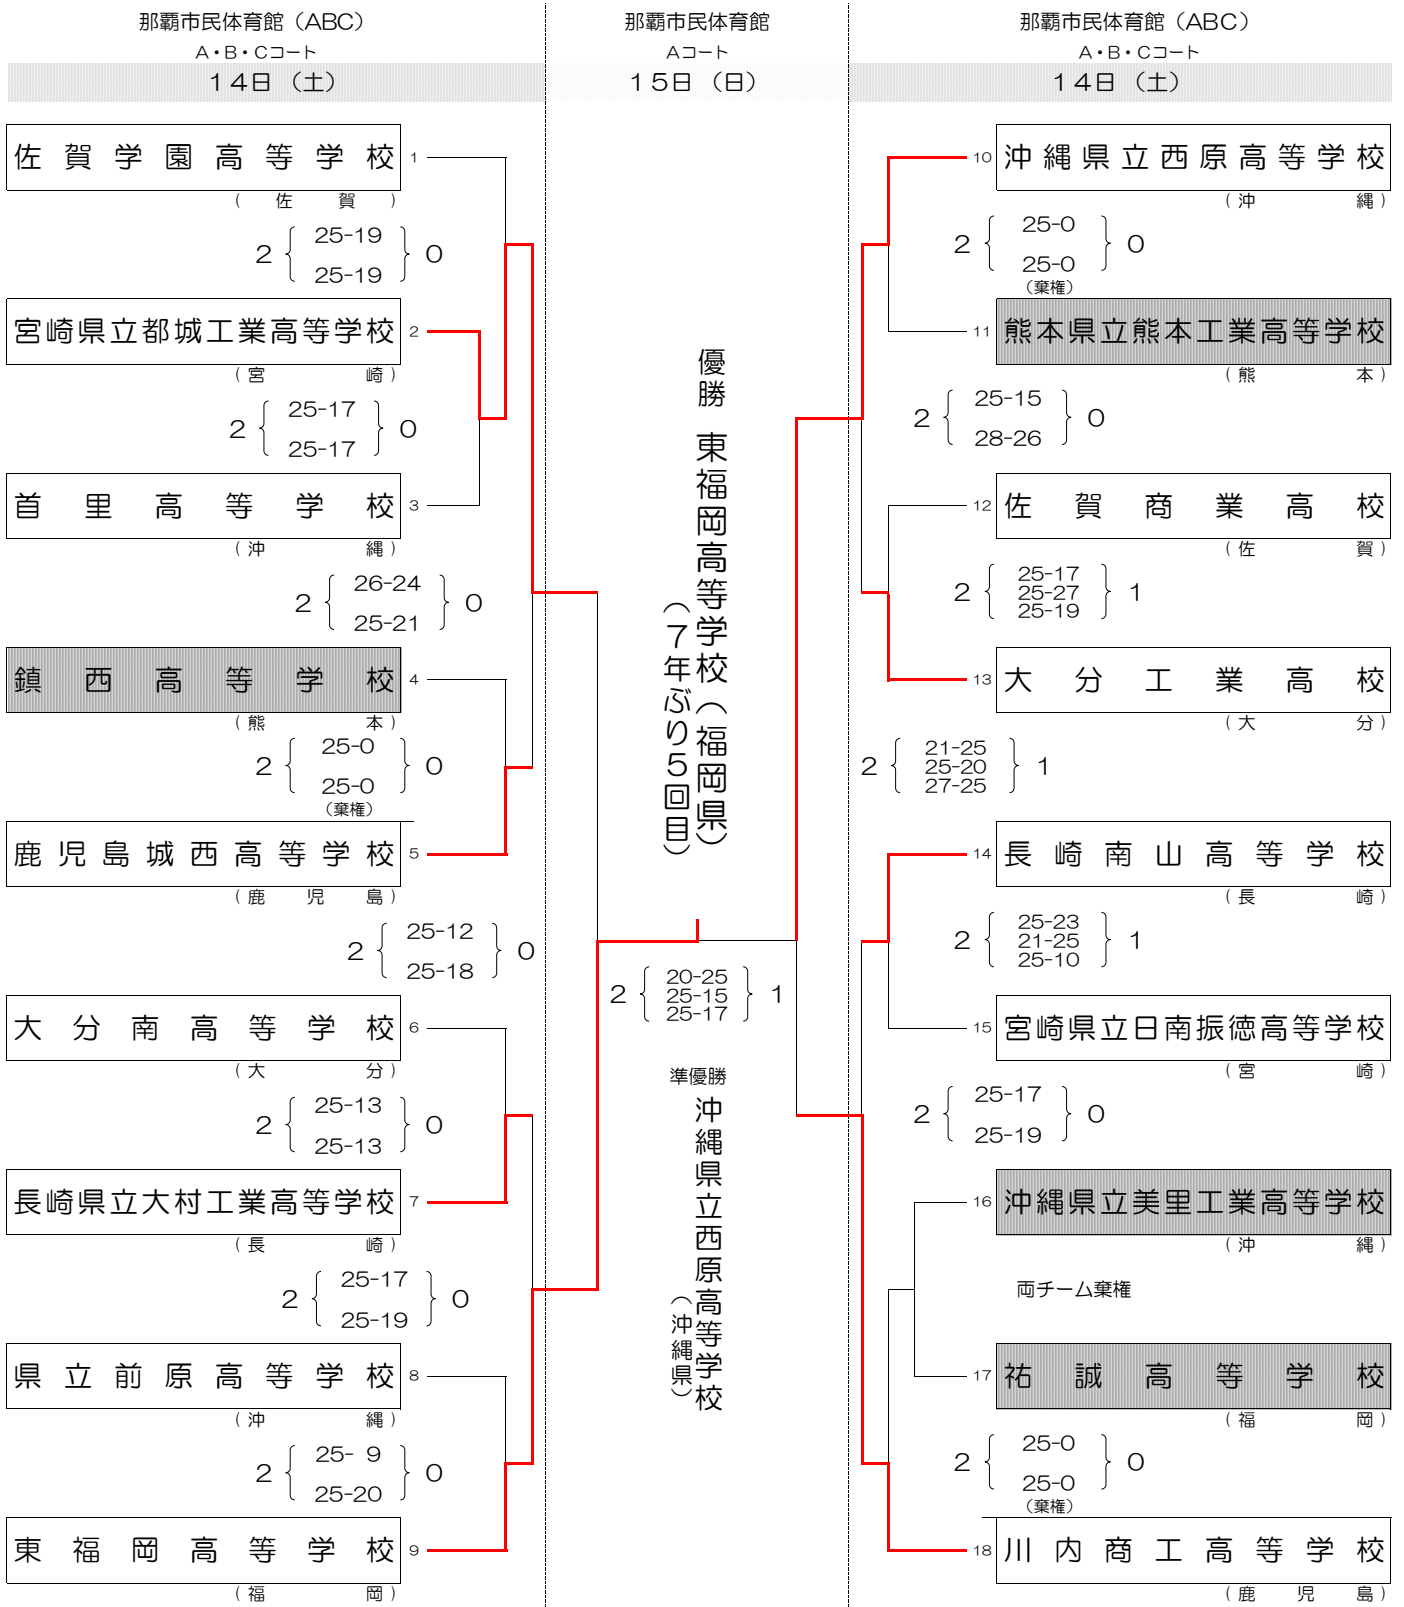 那覇市民体育館（ABC）
A・B・Cコート
１４日（土）
那覇市民体育館
Aコート
１５日（日）
那覇市民体育館（ABC）
A・B・Cコート
１４日（土）
佐賀学園高等学校 1
（佐賀）
2 { 25-19 } 0
25-19
宮崎県立都城工業高等学校 2
（宮崎）
2 { 25-17 } 0
25-17
首里高等学校 3
（沖縄）
2 { 26-24 } 0
25-21
鎮西高等学校 4
（熊本）
2 { 25-0 } 0
25-0
（棄権）
鹿児島城西高等学校 5
（鹿児島）
2 { 25-12 } 0
25-18
大分南高等学校 6
（大分）
2 { 25-13 } 0
25-13
長崎県立大村工業高等学校 7
（長崎）
2 { 25-17 } 0
25-19
県立前原高等学校 8
（沖縄）
2 { 25- 9 } 0
25-20
東福岡高等学校 9
（福岡）
優勝 東福岡高等学校（福岡県）
（７年ぶり５回目）
20-25
2 { 25-15 } 1
25-17
準優勝
沖縄県立西原高等学校
（沖縄県）
10 沖縄県立西原高等学校
（沖縄）
2 { 25-0 } 0
25-0
（棄権）
11 熊本県立熊本工業高等学校
（熊本）
2 { 25-15 } 0
28-26
12 佐賀商業高校
（佐賀）
25-17
2 { 25-27 } 1
25-19
13 大分工業高校
（大分）
21-25
2 { 25-20 } 1
27-25
14 長崎南山高等学校
（長崎）
25-23
2 { 21-25 } 1
25-10
15 宮崎県立日南振徳高等学校
（宮崎）
2 { 25-17 } 0
25-19
16 沖縄県立美里工業高等学校
（沖縄）
両チーム棄権
17 祐誠高等学校
（福岡）
2 { 25-0 } 0
25-0
（棄権）
18 川内商工高等学校
（鹿児島）